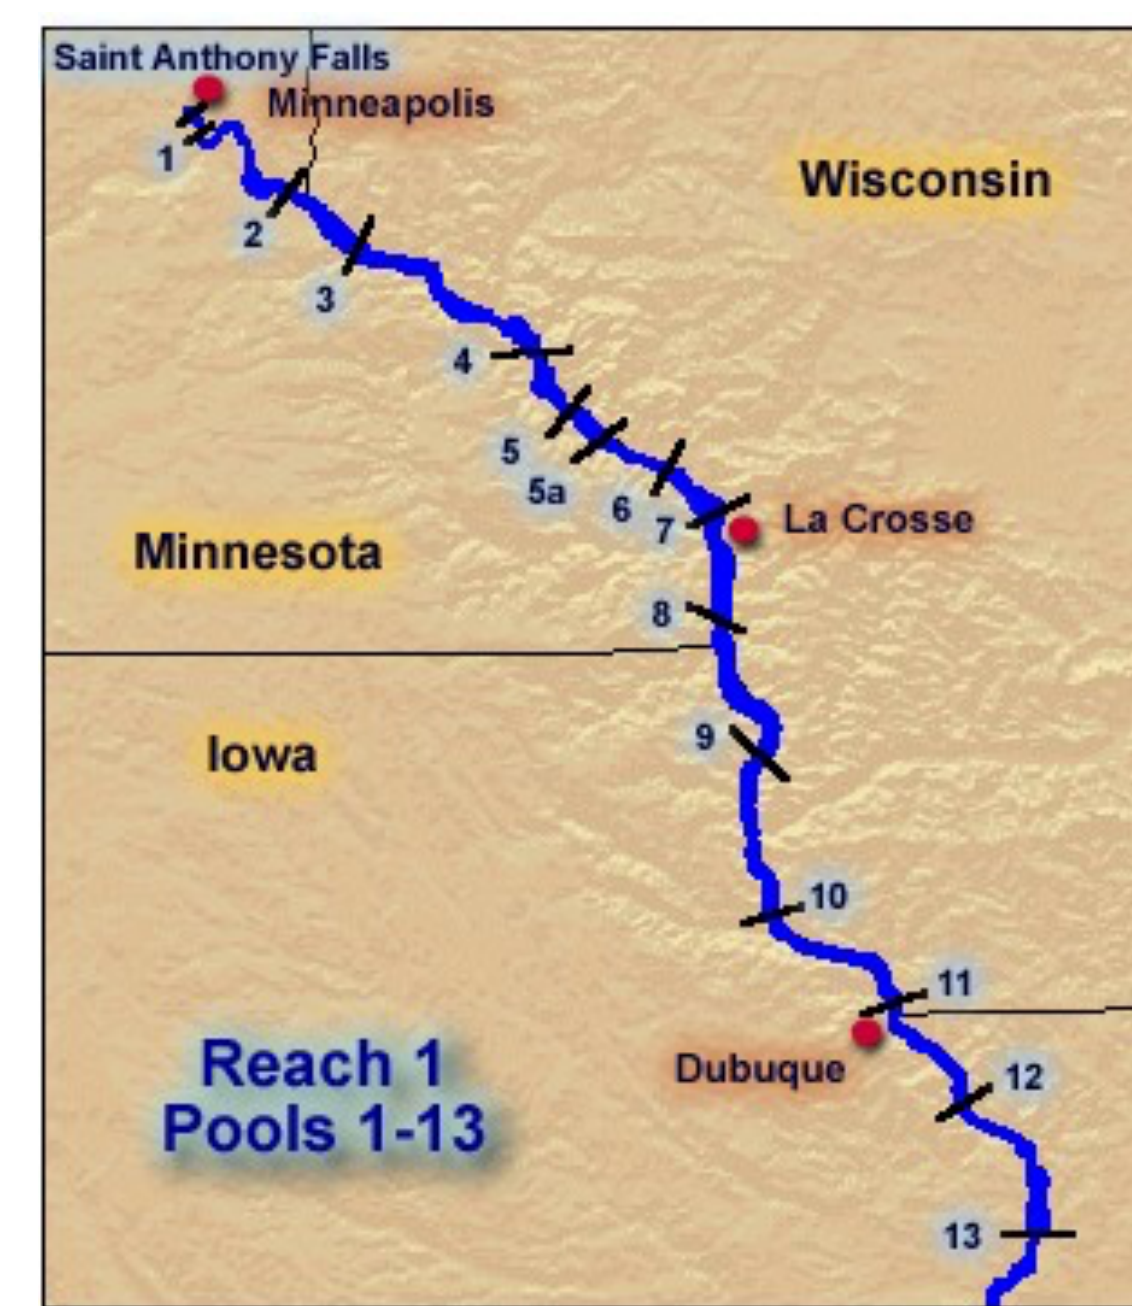 Saint Anthony Falls
Minneapolis
1
Wisconsin
2
3
4
5
5a
6
7
La Crosse
Minnesota
8
9
Iowa
10
11
Dubuque
12
Reach 1
Pools 1-13
13